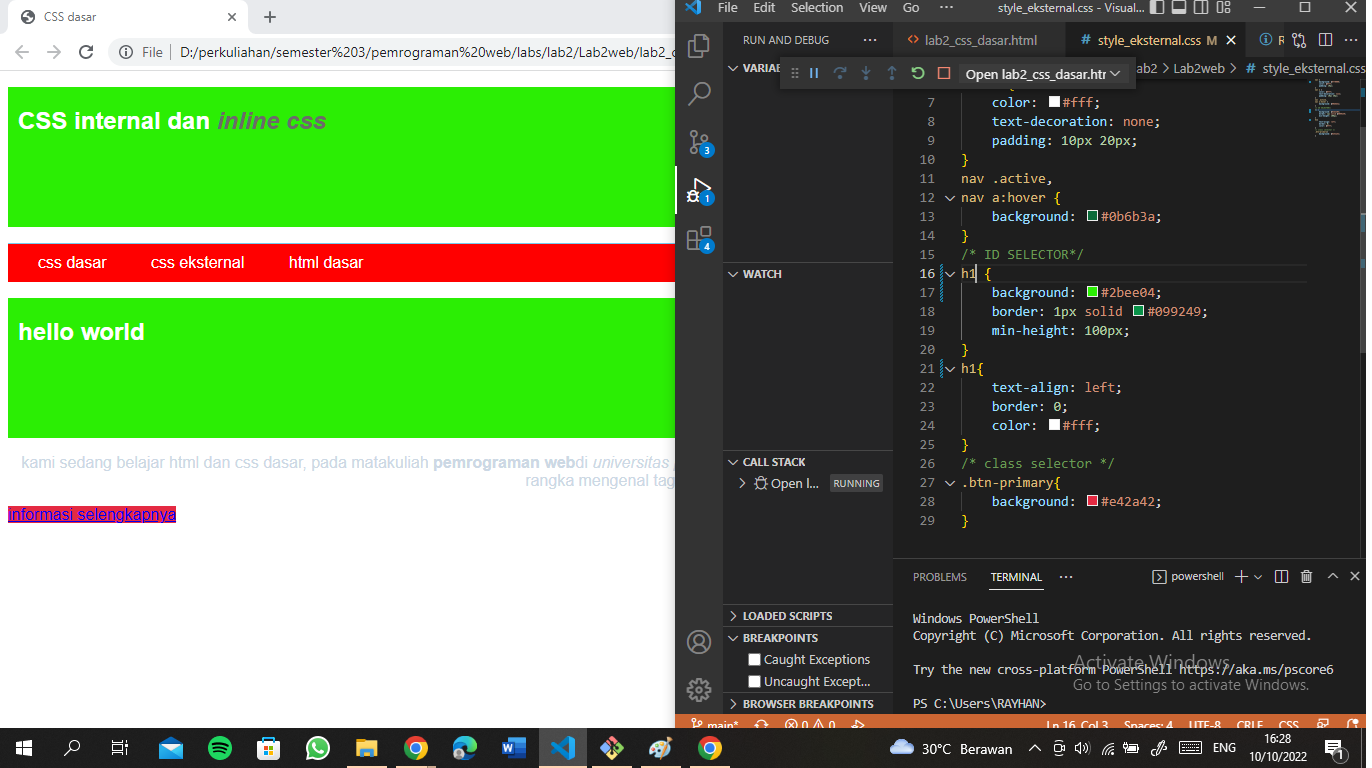 CSS dasar
File
D:/perkuliahan/semester%203/pemrograman%20web/labs/lab2/Lab2web/lab2_c
CSS internal dan inline css
css dasar
css eksternal
html dasar
hello world
kami sedang belajar html dan css dasar, pada matakuliah pemrograman webdi universitas
rangka mengenal tag
informasi selengkapnya
File Edit Selection View Go ···
style_eksternal.css - Visual...
RUN AND DEBUG ···
lab2_css_dasar.html
style_eksternal.css M
VARIA
Open lab2_css_dasar.htr
ab2 > Lab2web > # style_eksternal.css
7 color: #fff;
8 text-decoration: none;
9 padding: 10px 20px;
10 }
11 nav .active,
12 nav a:hover {
13 background: #0b6b3a;
14 }
15 /* ID SELECTOR*/
16 h1 {
17 background: #2bee04;
18 border: 1px solid #099249;
19 min-height: 100px;
20 }
21 h1{
22 text-align: left;
23 border: 0;
24 color: #fff;
25 }
26 /* class selector */
27 .btn-primary{
28 background: #e42a42;
29 }
3
1
4
WATCH
CALL STACK
Open l... RUNNING
LOADED SCRIPTS
BREAKPOINTS
Caught Exceptions
Uncaught Except...
BROWSER BREAKPOINTS
PROBLEMS TERMINAL ··· powershell
Windows PowerShell
Copyright (C) Microsoft Corporation. All rights reserved.
Try the new cross-platform PowerShell https://aka.ms/pscore6
PS C:\Users\RAYHAN>
Activate Windows
Go to Settings to activate Windows.
main* 0 0
Ln 16, Col 3 Spaces: 4 UTF-8 CRLF CSS
30°C Berawan
ENG
16:28
10/10/2022
1